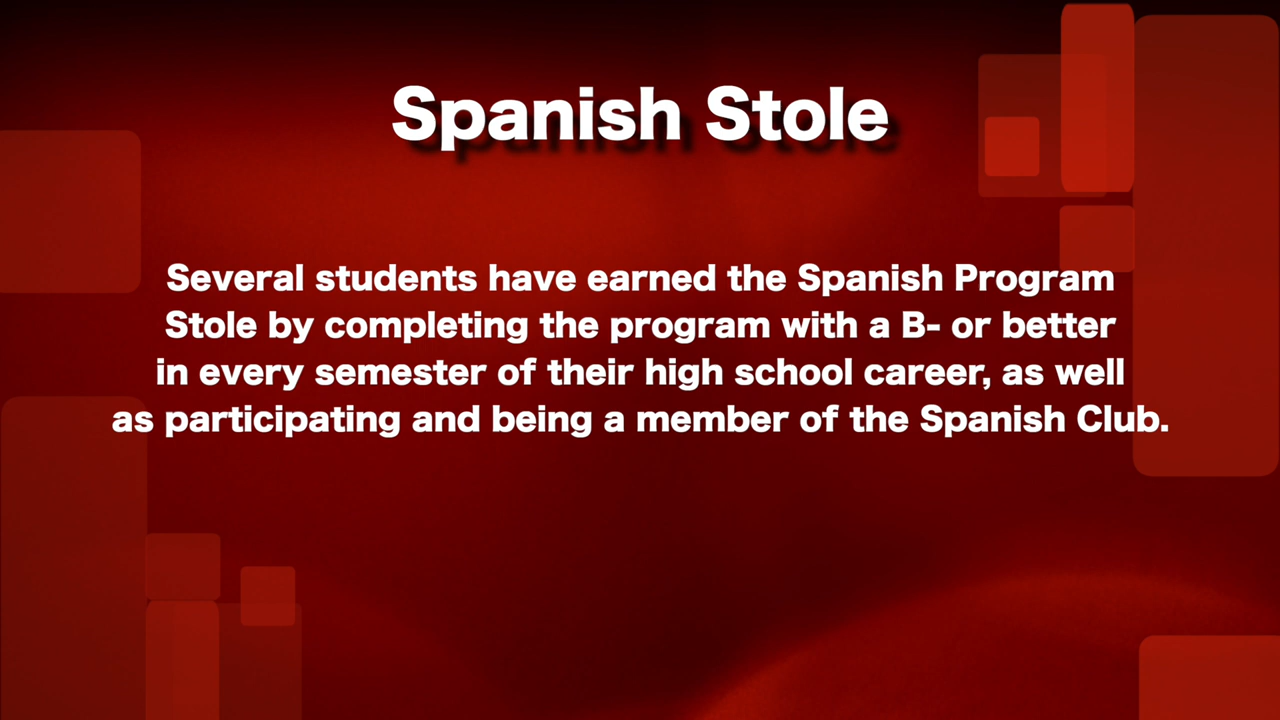 Spanish Stole
Several students have earned the Spanish Program
Stole by completing the program with a B- or better
in every semester of their high school career, as well
as participating and being a member of the Spanish Club.